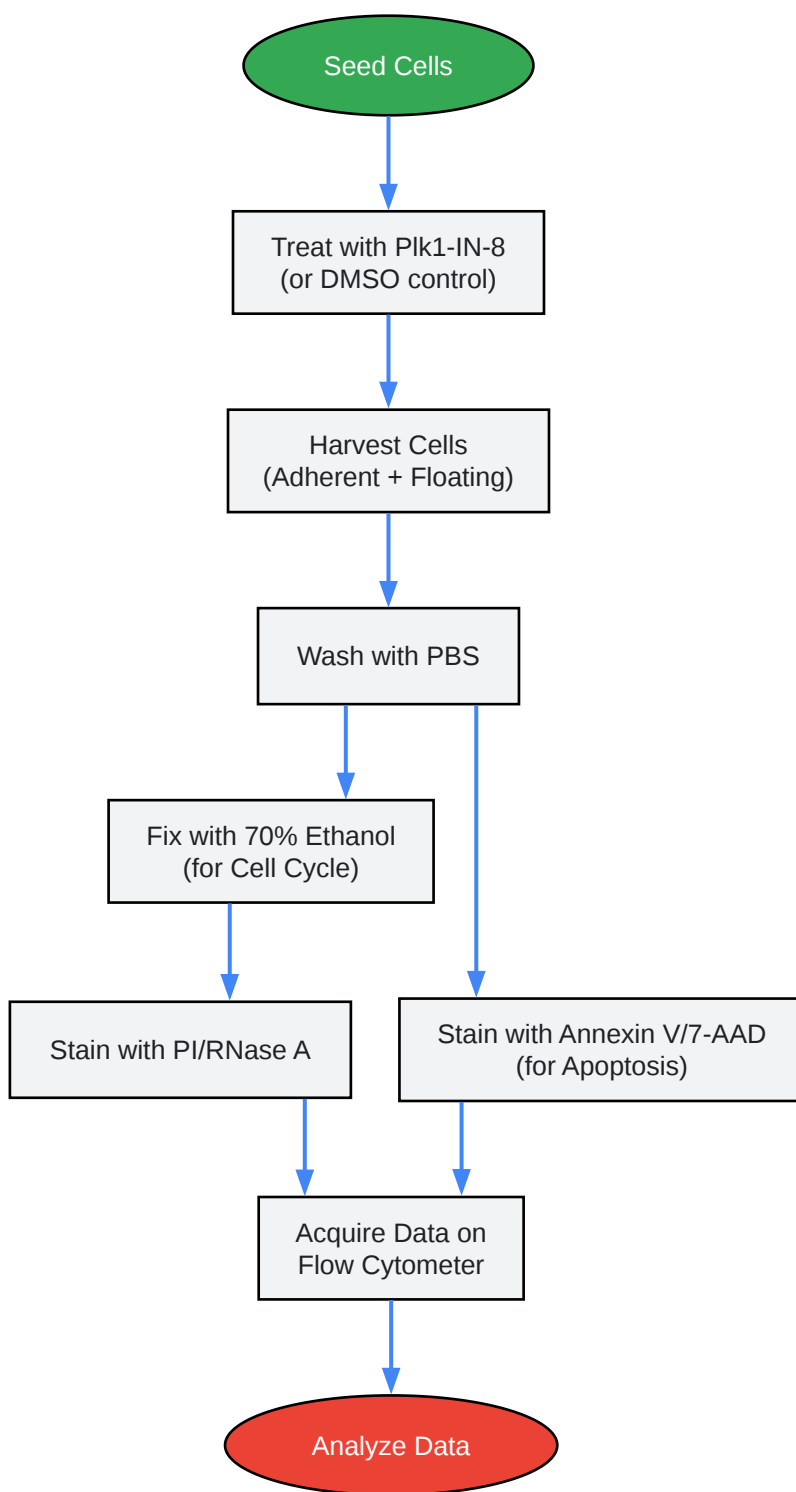 Seed Cells
Treat with Plk1-IN-8
(or DMSO control)
Harvest Cells
(Adherent + Floating)
Wash with PBS
Fix with 70% Ethanol
(for Cell Cycle)
Stain with PI/RNase A
Stain with Annexin V/7-AAD
(for Apoptosis)
Acquire Data on
Flow Cytometer
Analyze Data